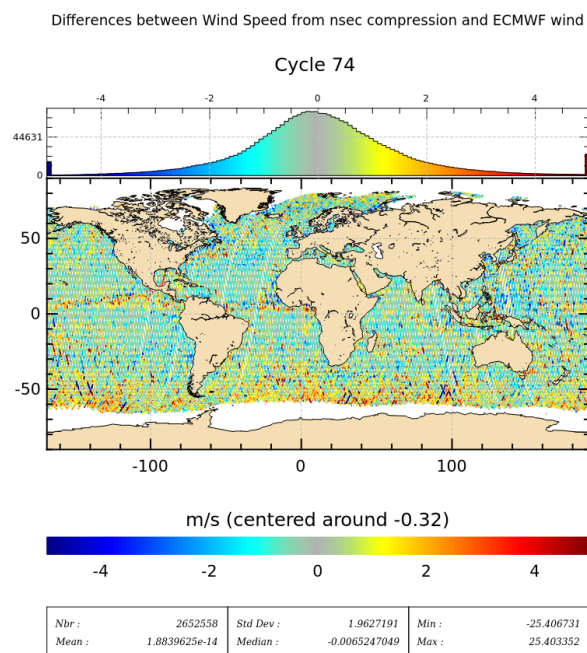 Differences between Wind Speed from nsec compression and ECMWF wind
Cycle 74
-4 -2 0 2 4
44631
0
50
0
-50
-100 0 100
m/s (centered around -0.32)
-4 -2 0 2 4
Nbr : 2652558 Std Dev : 1.9627191 Min : -25.406731
Mean : 1.8839625e-14 Median : -0.0065247049 Max : 25.403352